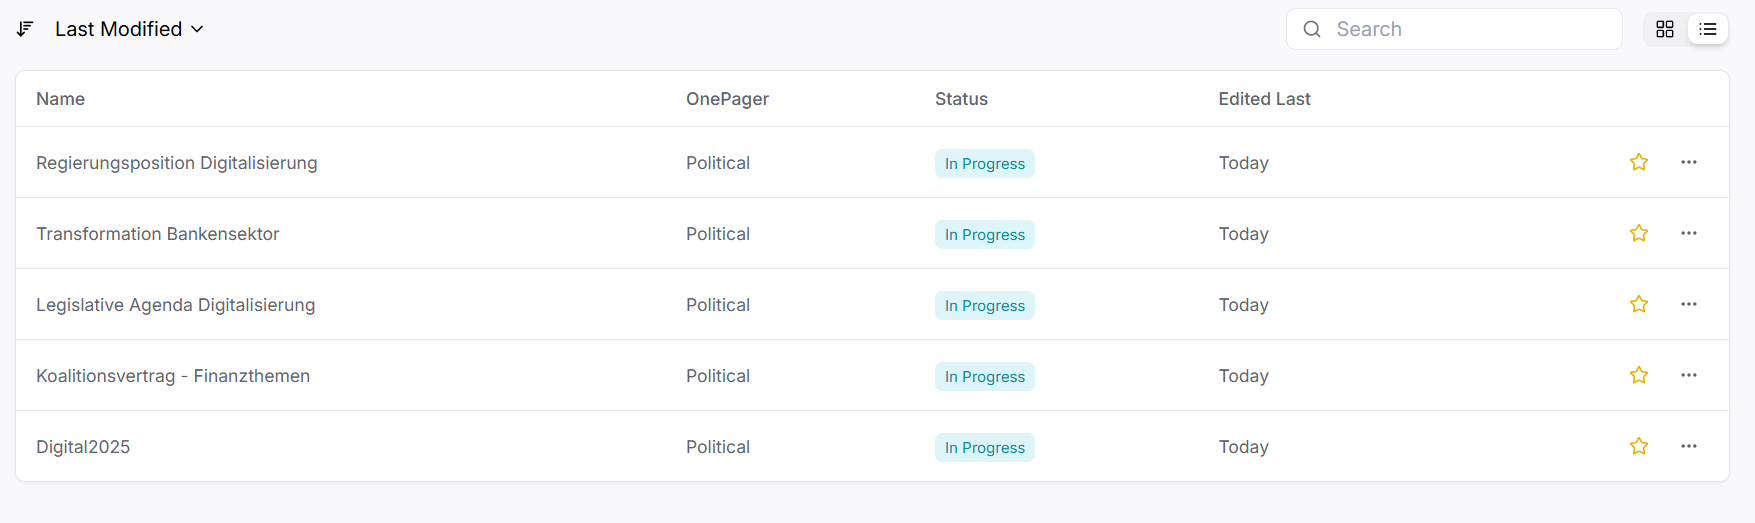 Last Modified Search
Name OnePager Status Edited Last
Regierungsposition Digitalisierung Political In Progress Today
Transformation Bankensektor Political In Progress Today
Legislative Agenda Digitalisierung Political In Progress Today
Koalitionsvertrag - Finanzthemen Political In Progress Today
Digital2025 Political In Progress Today